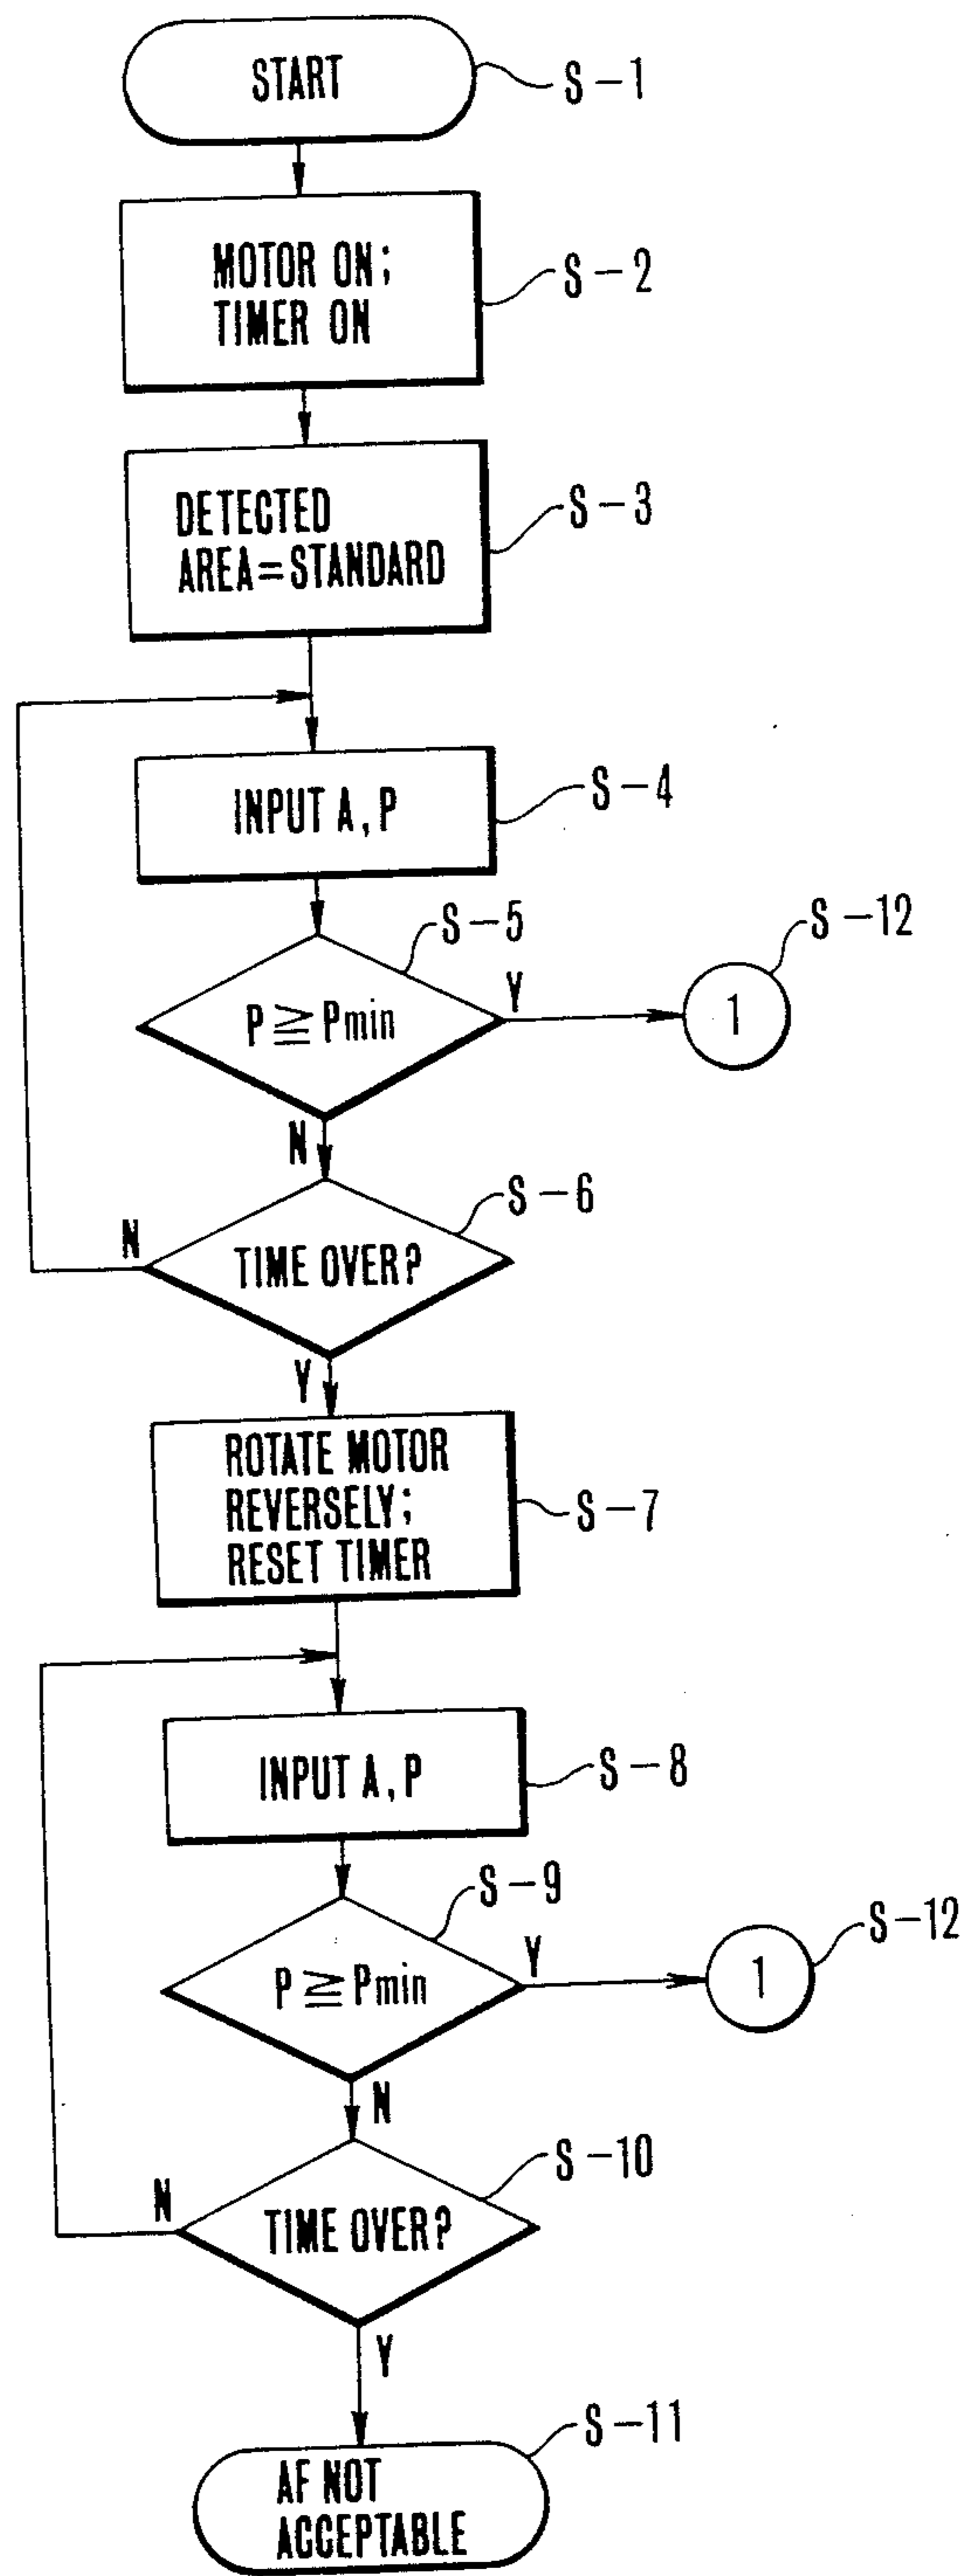 START
S-1
MOTOR ON;
TIMER ON
S-2
DETECTED
AREA=STANDARD
S-3
INPUT A, P
S-4
S-5
P ≧ Pmin
Y
1
S-12
N
S-6
TIME OVER?
N
Y
ROTATE MOTOR
REVERSELY;
RESET TIMER
S-7
INPUT A, P
S-8
S-9
P ≧ Pmin
Y
1
S-12
N
S-10
TIME OVER?
N
Y
S-11
AF NOT
ACCEPTABLE